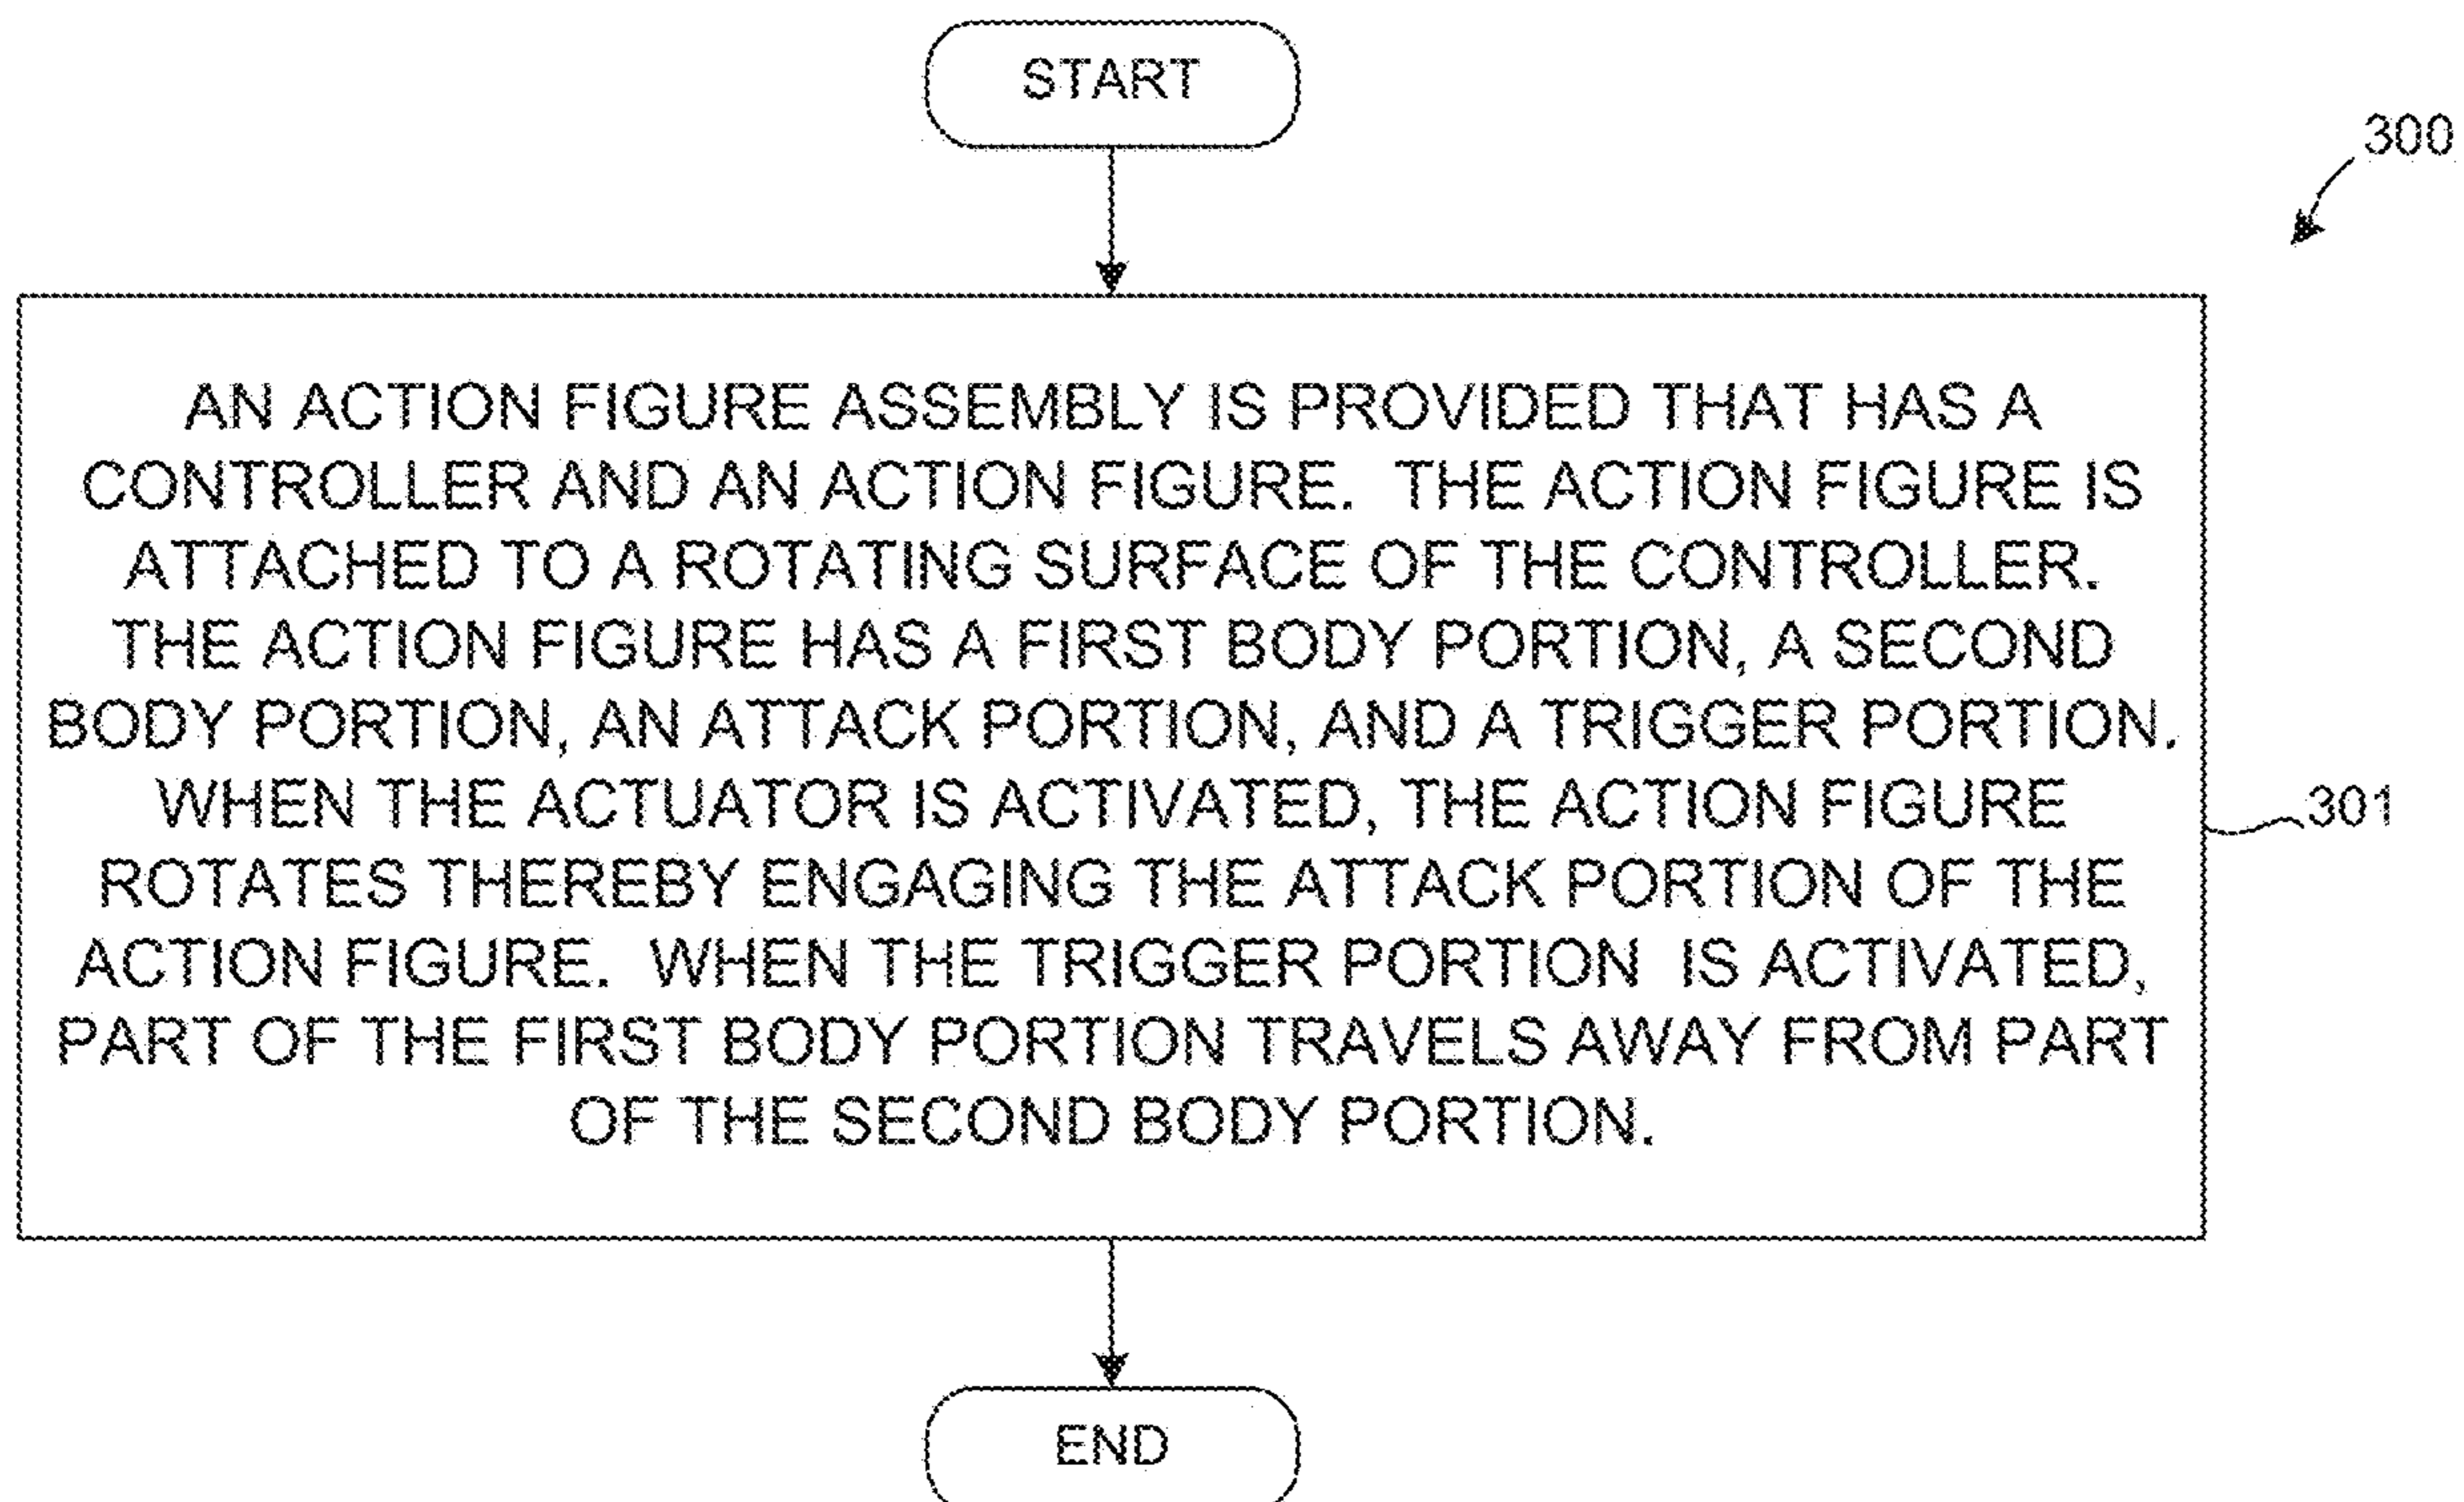 START
300
AN ACTION FIGURE ASSEMBLY IS PROVIDED THAT HAS A
CONTROLLER AND AN ACTION FIGURE. THE ACTION FIGURE IS
ATTACHED TO A ROTATING SURFACE OF THE CONTROLLER.
THE ACTION FIGURE HAS A FIRST BODY PORTION, A SECOND
BODY PORTION, AN ATTACK PORTION, AND A TRIGGER PORTION.
WHEN THE ACTUATOR IS ACTIVATED, THE ACTION FIGURE
ROTATES THEREBY ENGAGING THE ATTACK PORTION OF THE
ACTION FIGURE. WHEN THE TRIGGER PORTION IS ACTIVATED,
PART OF THE FIRST BODY PORTION TRAVELS AWAY FROM PART
OF THE SECOND BODY PORTION.
301
END